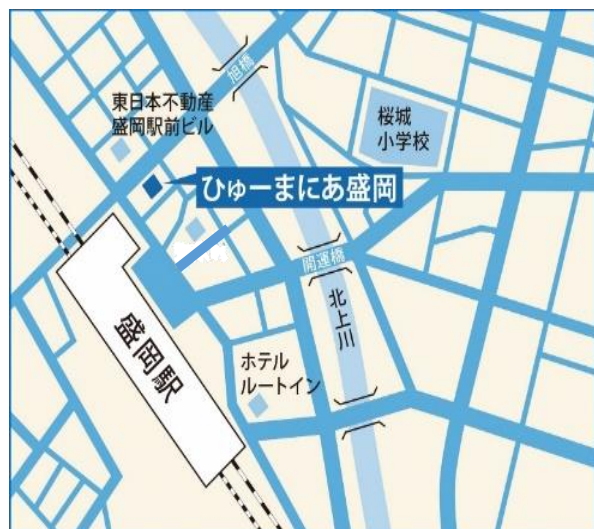 旭橋
東日本不動産
盛岡駅前ビル
桜城
小学校
ひゅーまにあ盛岡
開運橋
北上川
盛岡駅
ホテル
ルートイン